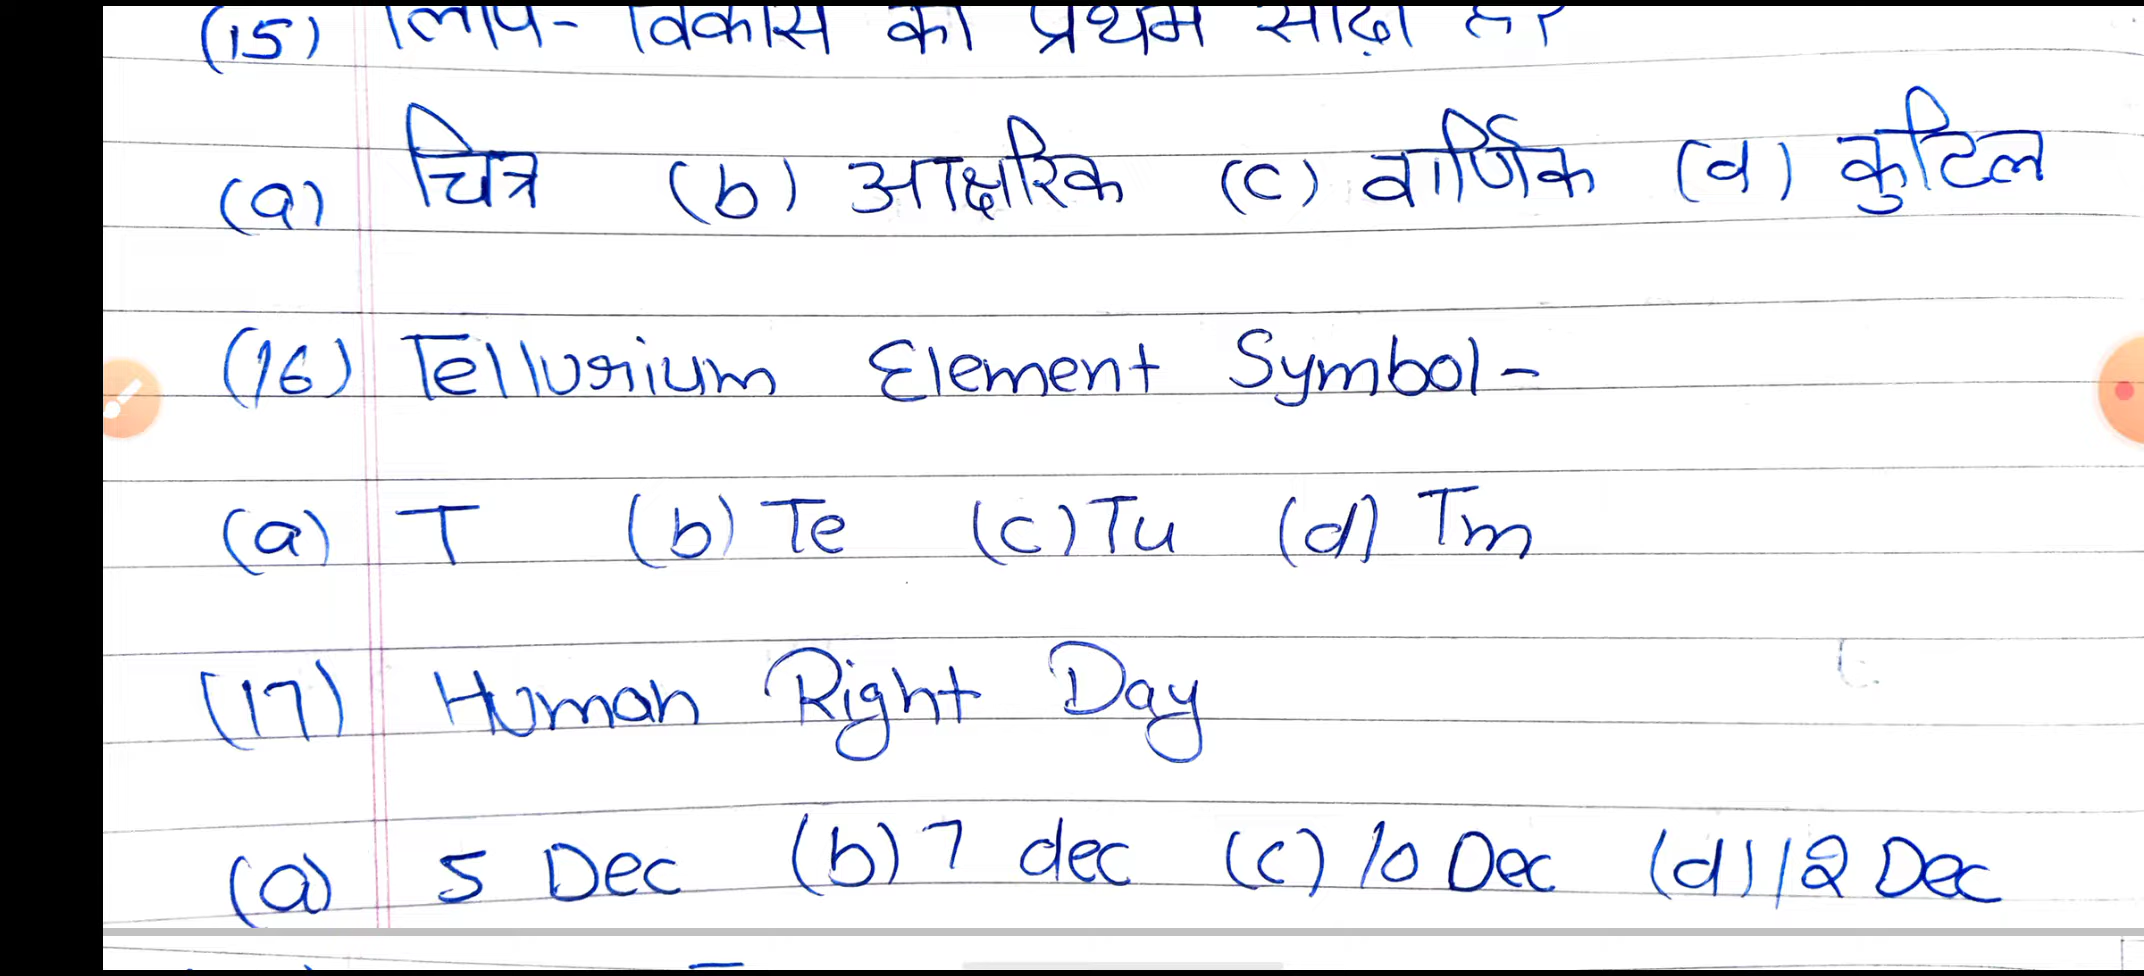 (15) लिपि - विकास की प्रथम सीढ़ी है?
(a) चित्र (b) आक्षरिक (c) वार्णिक (d) कुटिल
(16) Tellurium Element Symbol -
(a) T (b) Te (c) Tu (d) Tm
(17) Human Right Day
(a) 5 Dec (b) 7 dec (c) 10 Dec (d) 12 Dec